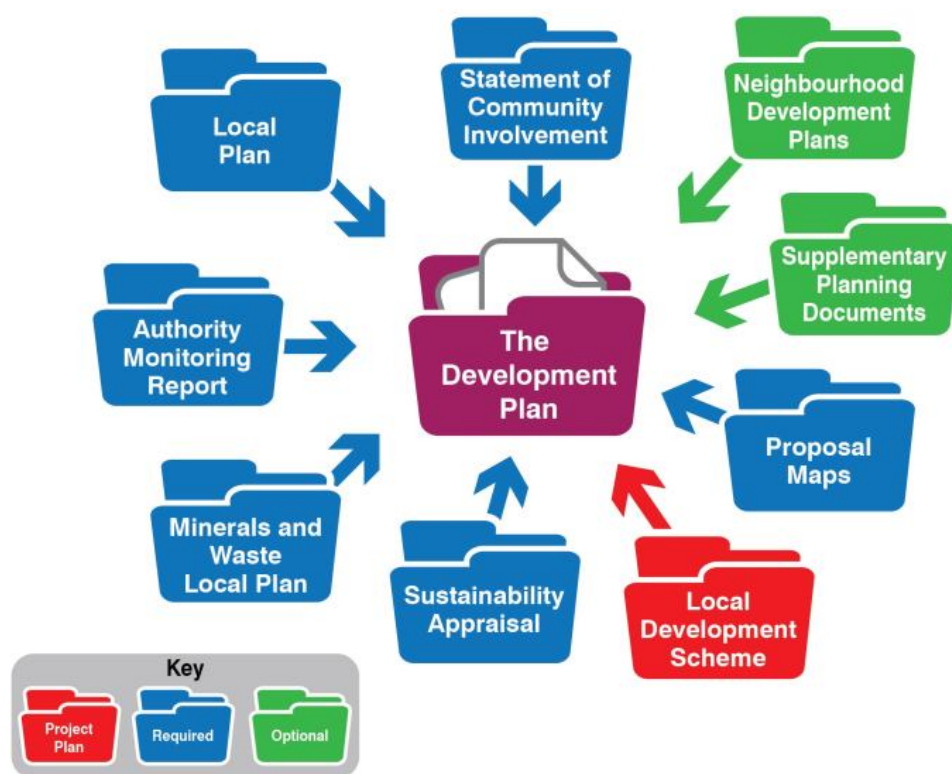 Local
Plan
Statement of
Community
Involvement
Neighbourhood
Development
Plans
Supplementary
Planning
Documents
Authority
Monitoring
Report
The
Development
Plan
Proposal
Maps
Minerals and
Waste
Local Plan
Sustainability
Appraisal
Local
Development
Scheme
Key
Project
Plan
Required
Optional